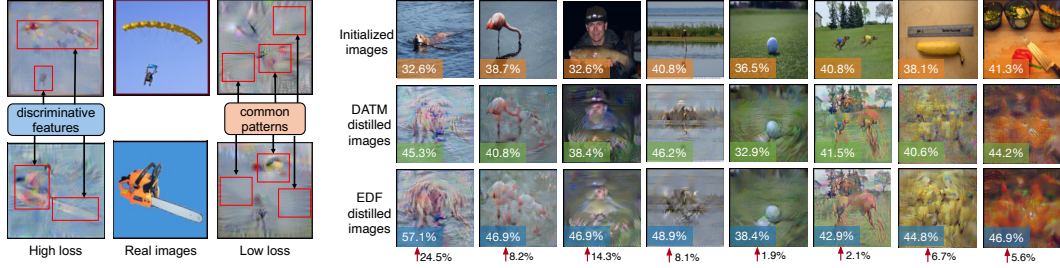 discriminative
features
common
patterns
High loss
Real images
Low loss
Initialized
images
32.6%
38.7%
32.6%
40.8%
36.5%
40.8%
38.1%
41.3%
DATM
distilled
images
45.3%
40.8%
38.4%
46.2%
32.9%
41.5%
40.6%
44.2%
EDF
distilled
images
57.1%
46.9%
46.9%
48.9%
38.4%
42.9%
44.8%
46.9%
24.5%
8.2%
14.3%
8.1%
1.9%
2.1%
6.7%
5.6%